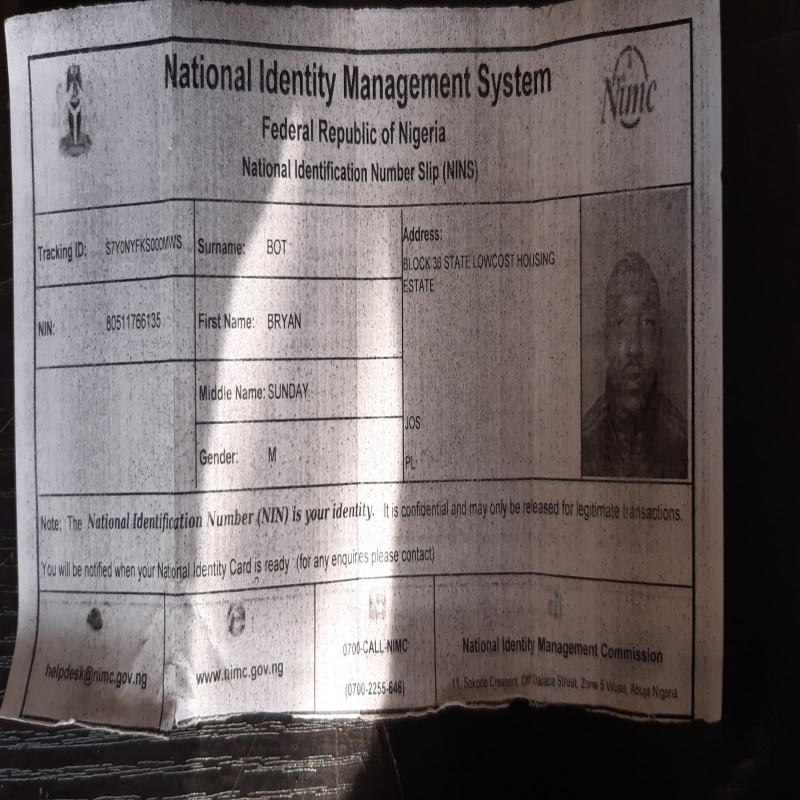 National Identity Management System
Federal Republic of Nigeria
National Identification Number Slip (NINS)
Nimc
Tracking ID: S7Y0NYFKS000MWS
Surname: BOT
Address:
BLOCK 36 STATE LOWCOST HOUSING
ESTATE
NIN: 80511766135
First Name: BRYAN
Middle Name: SUNDAY
JOS
Gender: M
PL
Note: The National Identification Number (NIN) is your identity. It is confidential and may only be released for legitimate transactions.
You will be notified when your National Identity Card is ready (for any enquiries please contact)
helpdesk@nimc.gov.ng
www.nimc.gov.ng
0700-CALL-NIMC
(0700-2255-646)
National Identity Management Commission
11, Sokode Crescent, Off Dalaba Street, Zone 5 Wuse, Abuja Nigeria